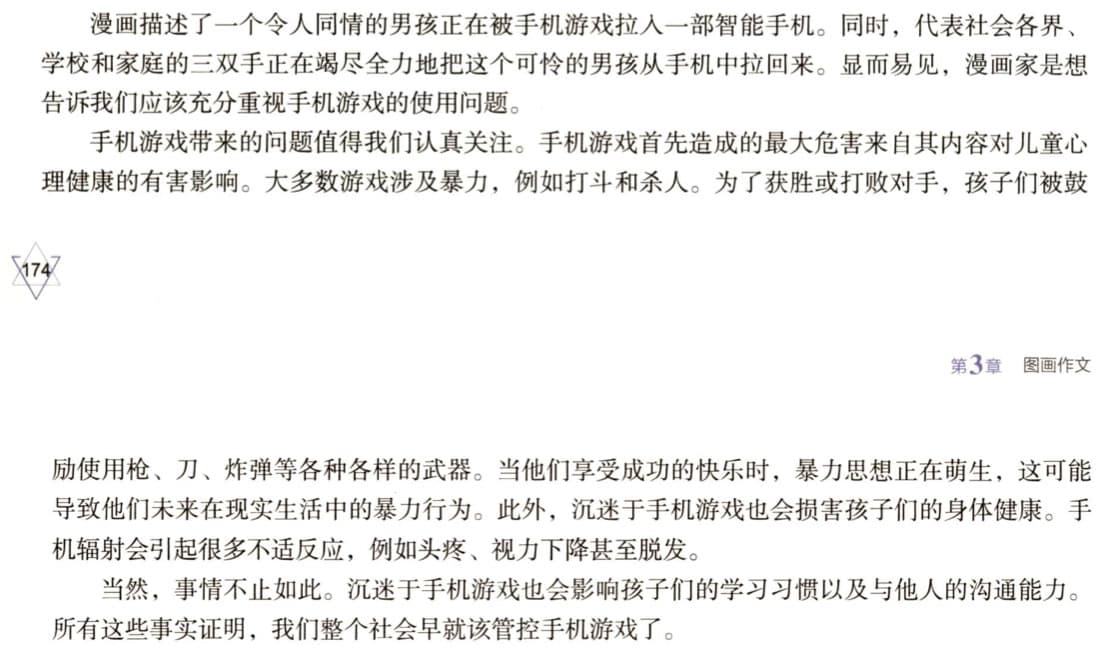 漫画描述了一个令人同情的男孩正在被手机游戏拉入一部智能手机。同时，代表社会各界、
学校和家庭的三双手正在竭尽全力地把这个可怜的男孩从手机中拉回来。显而易见，漫画家是想
告诉我们应该充分重视手机游戏的使用问题。
手机游戏带来的问题值得我们认真关注。手机游戏首先造成的最大危害来自其内容对儿童心
理健康的有害影响。大多数游戏涉及暴力，例如打斗和杀人。为了获胜或打败对手，孩子们被鼓
174
第3章 图画作文
励使用枪、刀、炸弹等各种各样的武器。当他们享受成功的快乐时，暴力思想正在萌生，这可能
导致他们未来在现实生活中的暴力行为。此外，沉迷于手机游戏也会损害孩子们的身体健康。手
机辐射会引起很多不适反应，例如头疼、视力下降甚至脱发。
当然，事情不止如此。沉迷于手机游戏也会影响孩子们的学习习惯以及与他人的沟通能力。
所有这些事实证明，我们整个社会早就该管控手机游戏了。